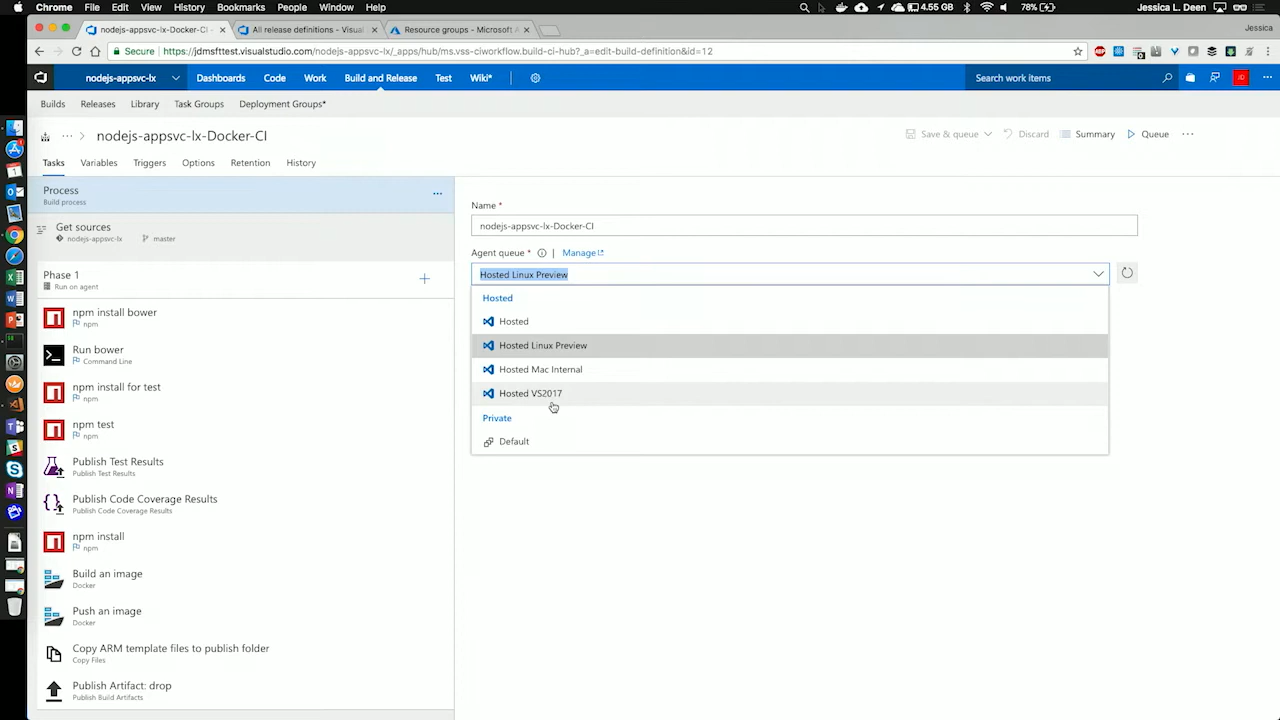 Chrome File Edit View History Bookmarks People Window Help 4.55 GB 78% Jessica L. Deen
nodejs-appsvc-lx-Docker-CI - × All release definitions - Visual × Resource groups - Microsoft A × Jessica
Secure https://jdmsfttest.visualstudio.com/nodejs-appsvc-lx/_apps/hub/ms.vss-ciworkflow.build-ci-hub?_a=edit-build-definition&id=12
nodejs-appsvc-lx Dashboards Code Work Build and Release Test Wiki* Search work items JD
Builds Releases Library Task Groups Deployment Groups*
... > nodejs-appsvc-lx-Docker-CI Save & queue Discard Summary Queue ...
Tasks Variables Triggers Options Retention History
Process
Build process
...
Get sources
nodejs-appsvc-lx master
Phase 1
Run on agent
npm install bower
npm
Run bower
Command Line
npm install for test
npm
npm test
npm
Publish Test Results
Publish Test Results
Publish Code Coverage Results
Publish Code Coverage Results
npm install
npm
Build an image
Docker
Push an image
Docker
Copy ARM template files to publish folder
Copy Files
Publish Artifact: drop
Publish Build Artifacts
Name *
nodejs-appsvc-lx-Docker-CI
Agent queue * | Manage
Hosted Linux Preview
Hosted
Hosted
Hosted Linux Preview
Hosted Mac Internal
Hosted VS2017
Private
Default